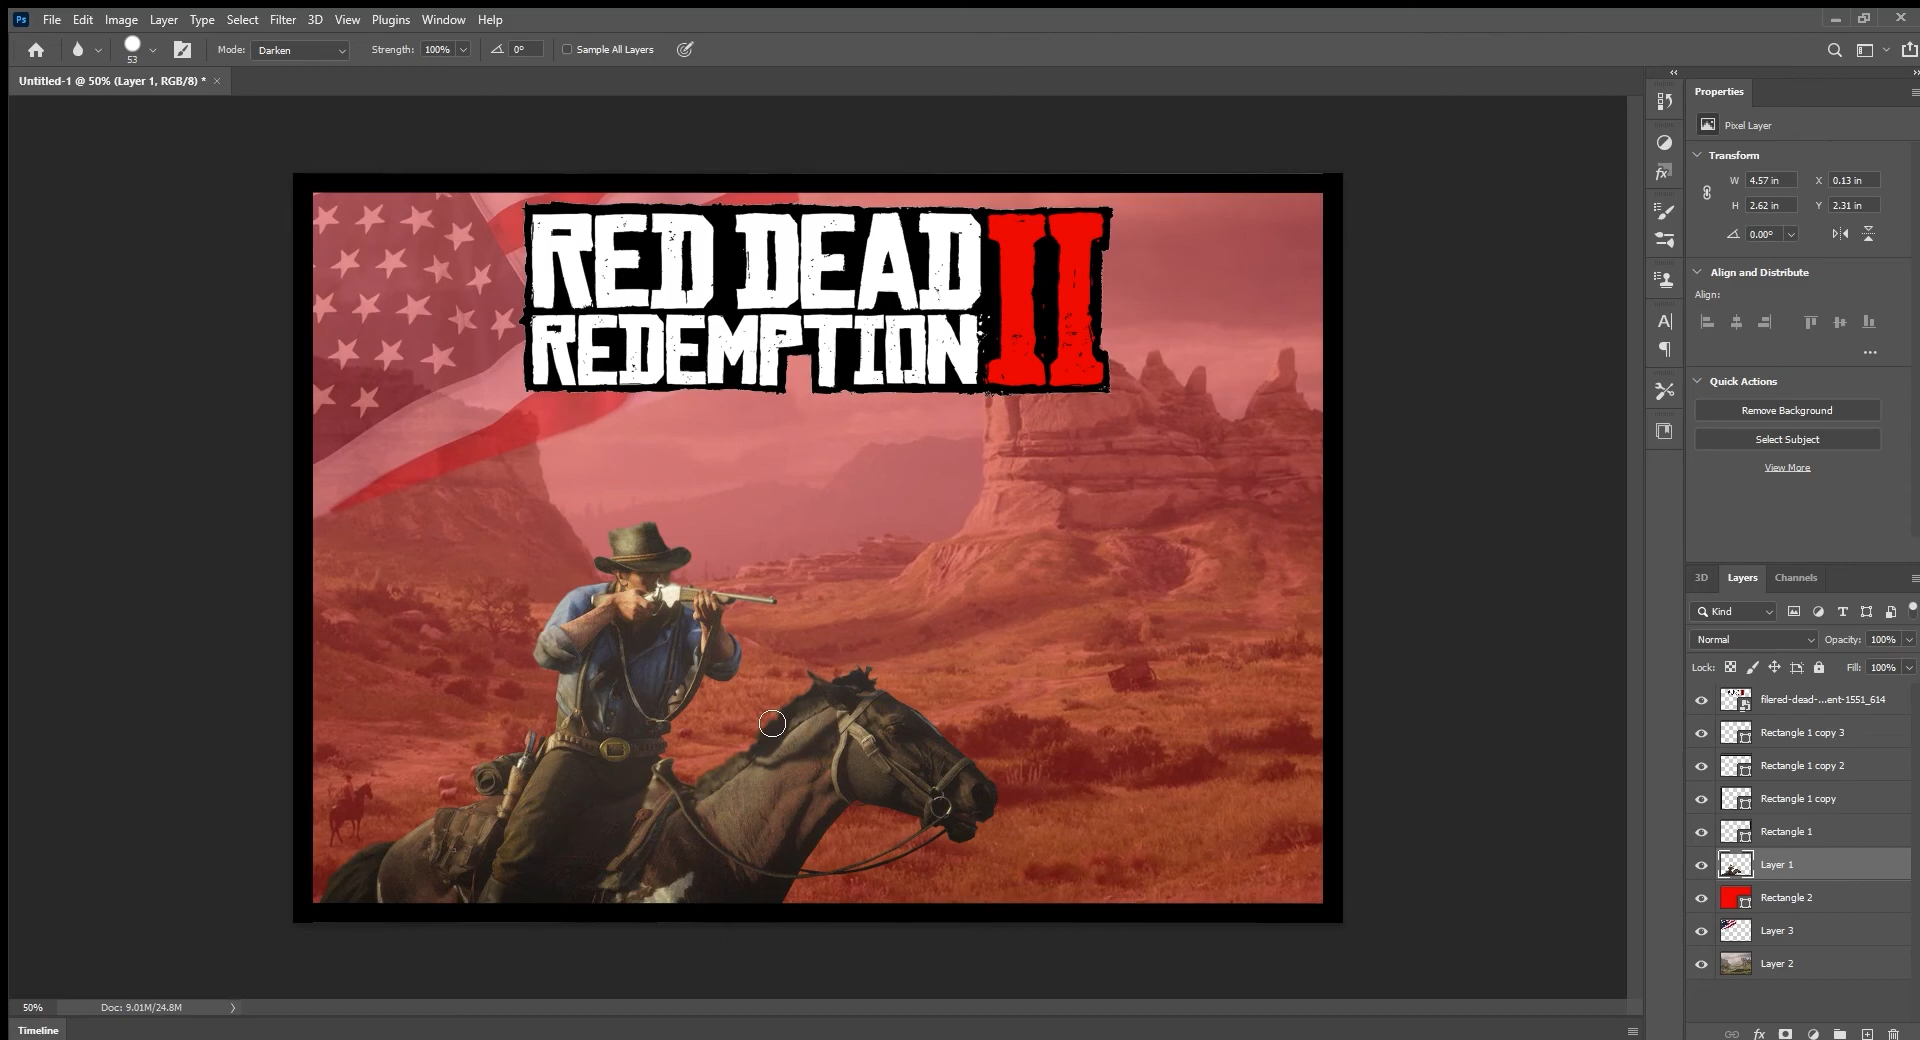 Ps File Edit Image Layer Type Select Filter 3D View Plugins Window Help
53 Mode: Darken Strength: 100% 0° Sample All Layers
Untitled-1 @ 50% (Layer 1, RGB/8) * ×
RED DEAD II
REDEMPTION
Properties
Pixel Layer
Transform
W 4.57 in X 0.13 in
H 2.62 in Y 2.31 in
0.00°
Align and Distribute
Align:
Quick Actions
Remove Background
Select Subject
View More
3D Layers Channels
Kind
Normal Opacity: 100%
Lock: Fill: 100%
filered-dead-...ent-1551_614
Rectangle 1 copy 3
Rectangle 1 copy 2
Rectangle 1 copy
Rectangle 1
Layer 1
Rectangle 2
Layer 3
Layer 2
50% Doc: 9.01M/24.8M
Timeline